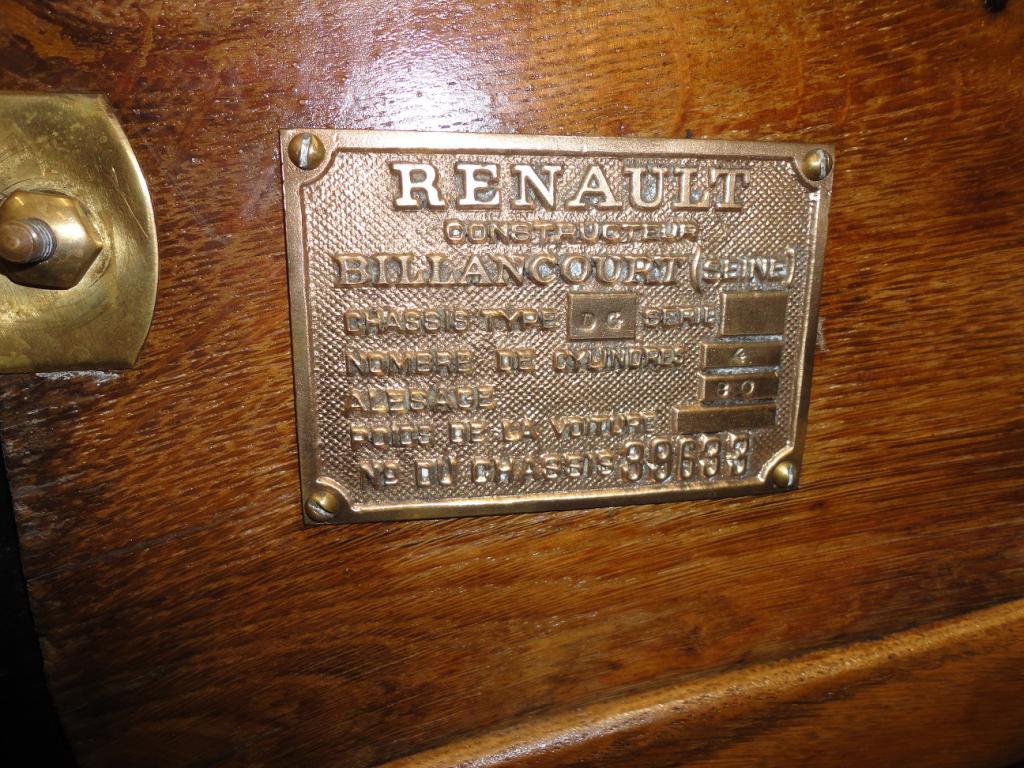 RENAULT
CONSTRUCTEUR
BILLANCOURT (SEINE)
CHASSIS TYPE DG SERIE
NOMBRE DE CYLINDRES 4
ALESAGE 80
POIDS DE LA VOITURE
No DU CHASSIS 39633